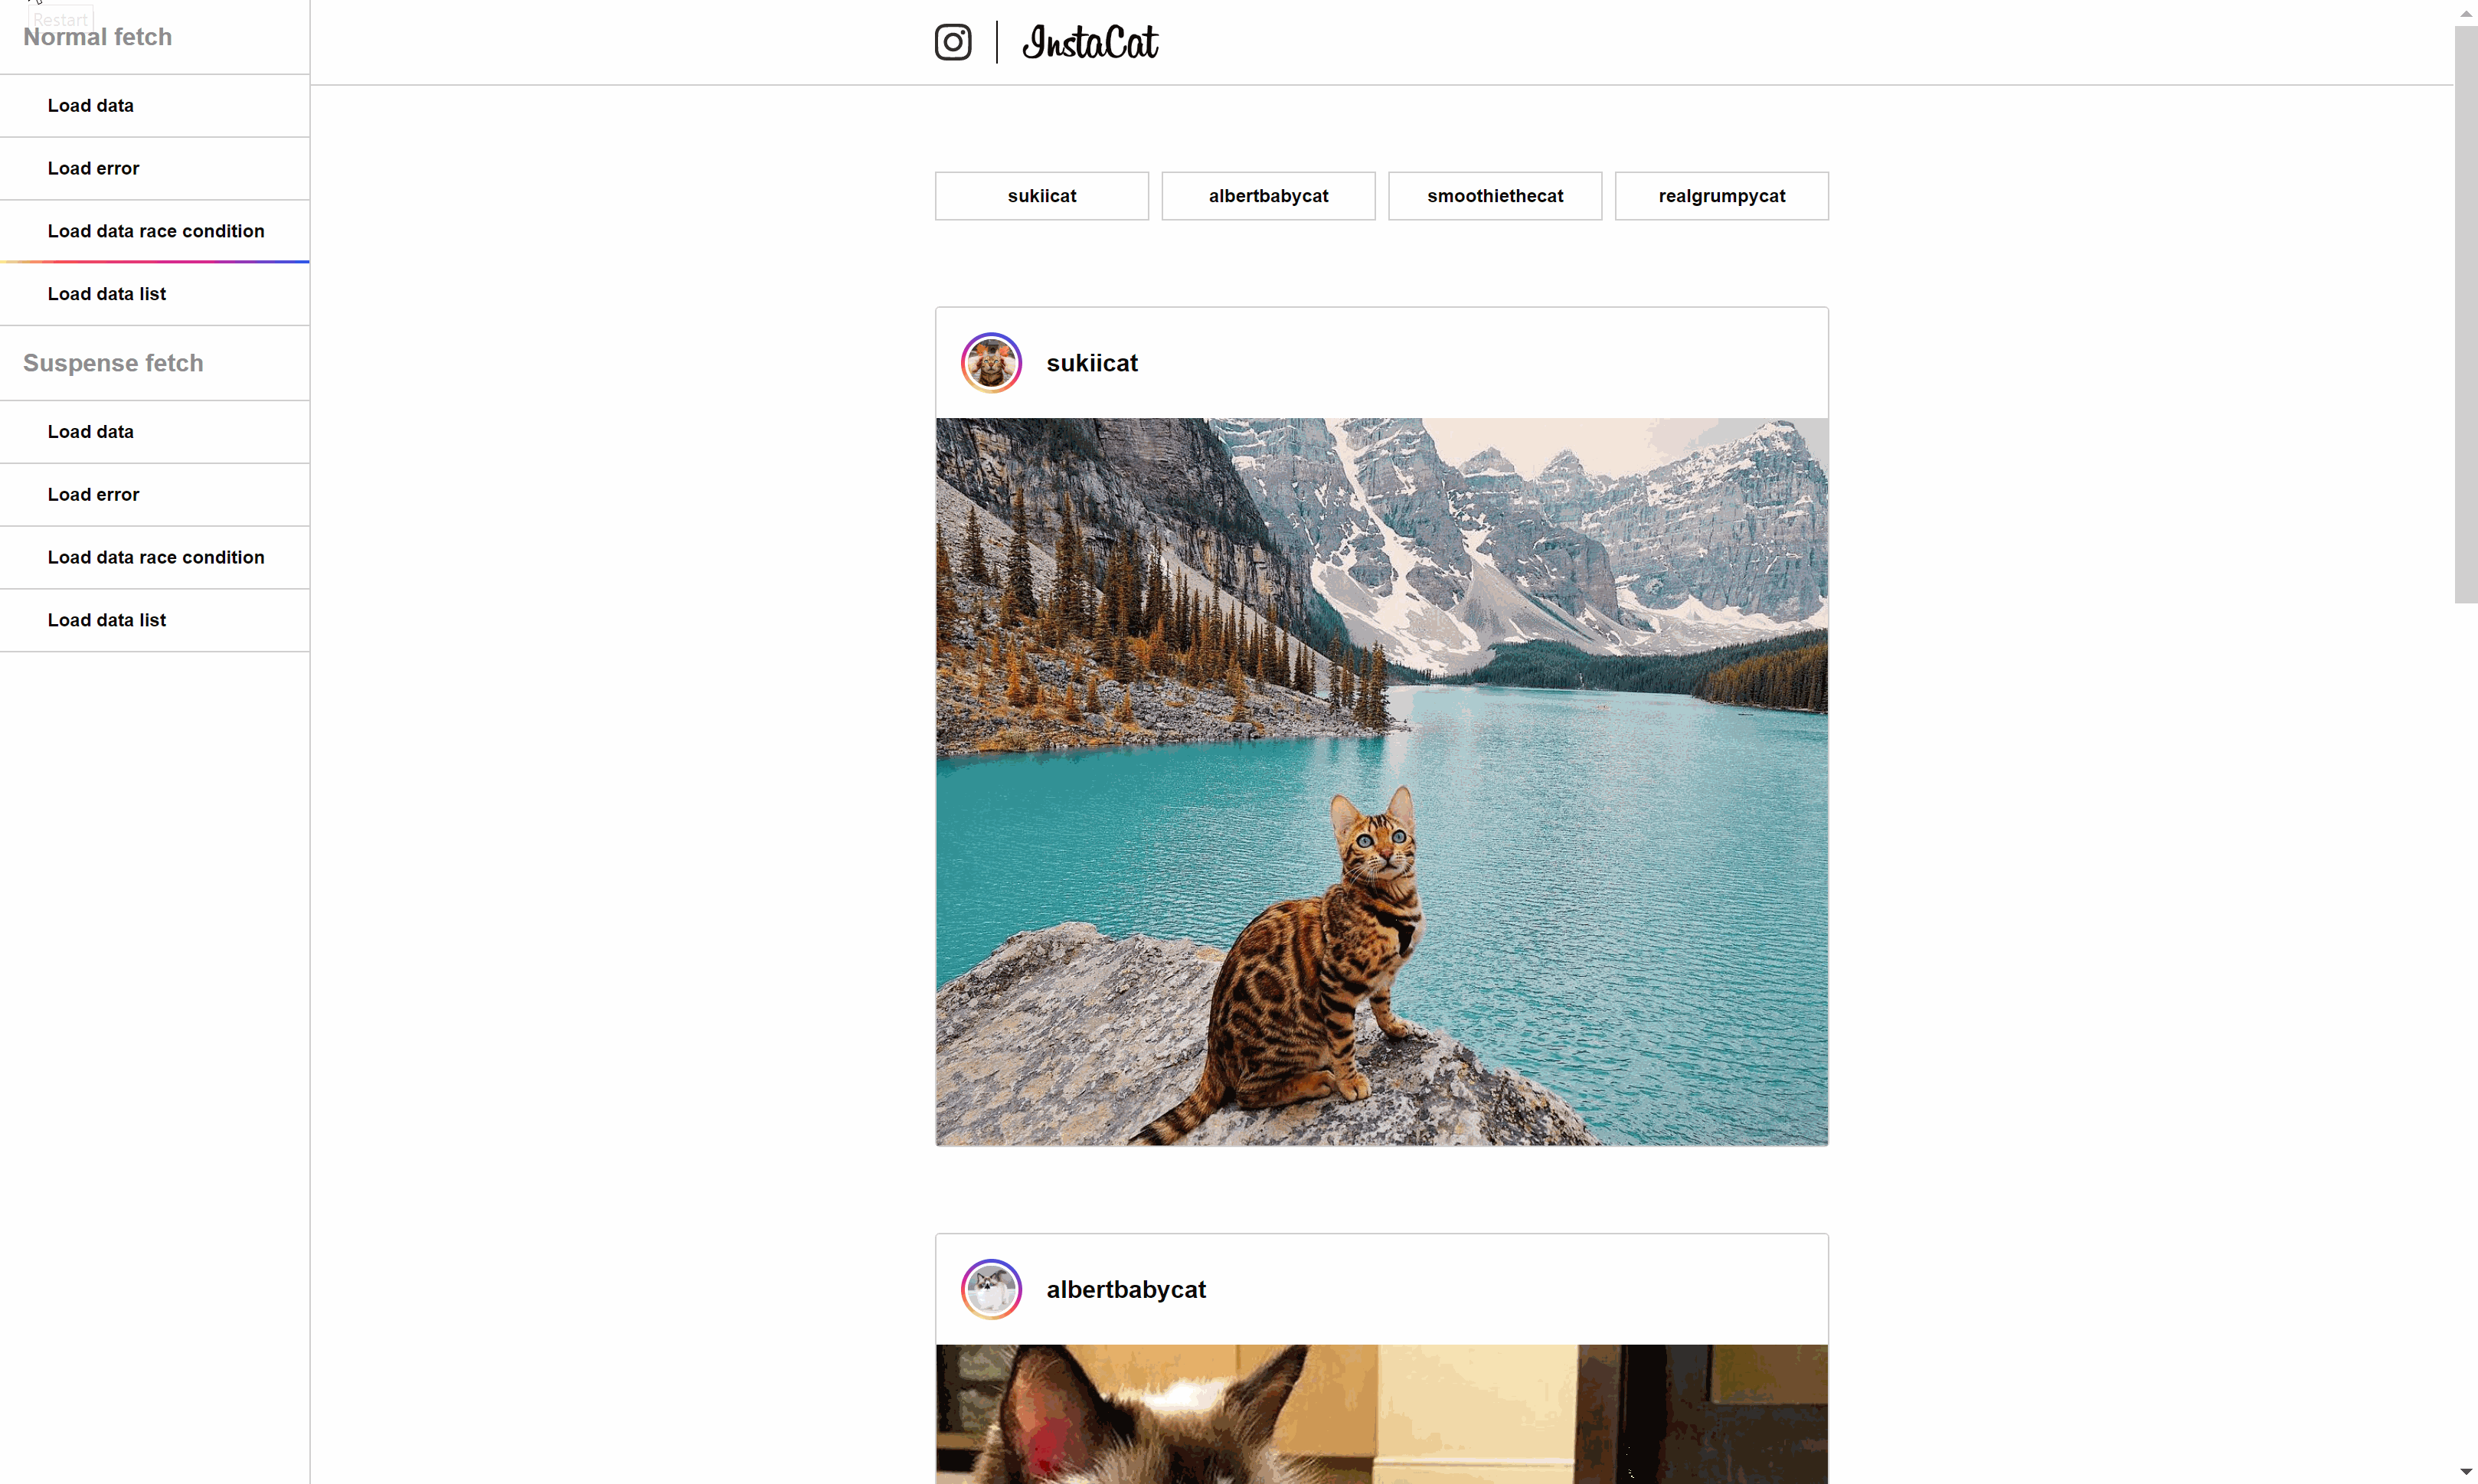 Restart
Normal fetch
Load data
Load error
Load data race condition
Load data list
Suspense fetch
Load data
Load error
Load data race condition
Load data list
InstaCat
sukiicat
albertbabycat
smoothiethecat
realgrumpycat
sukiicat
albertbabycat